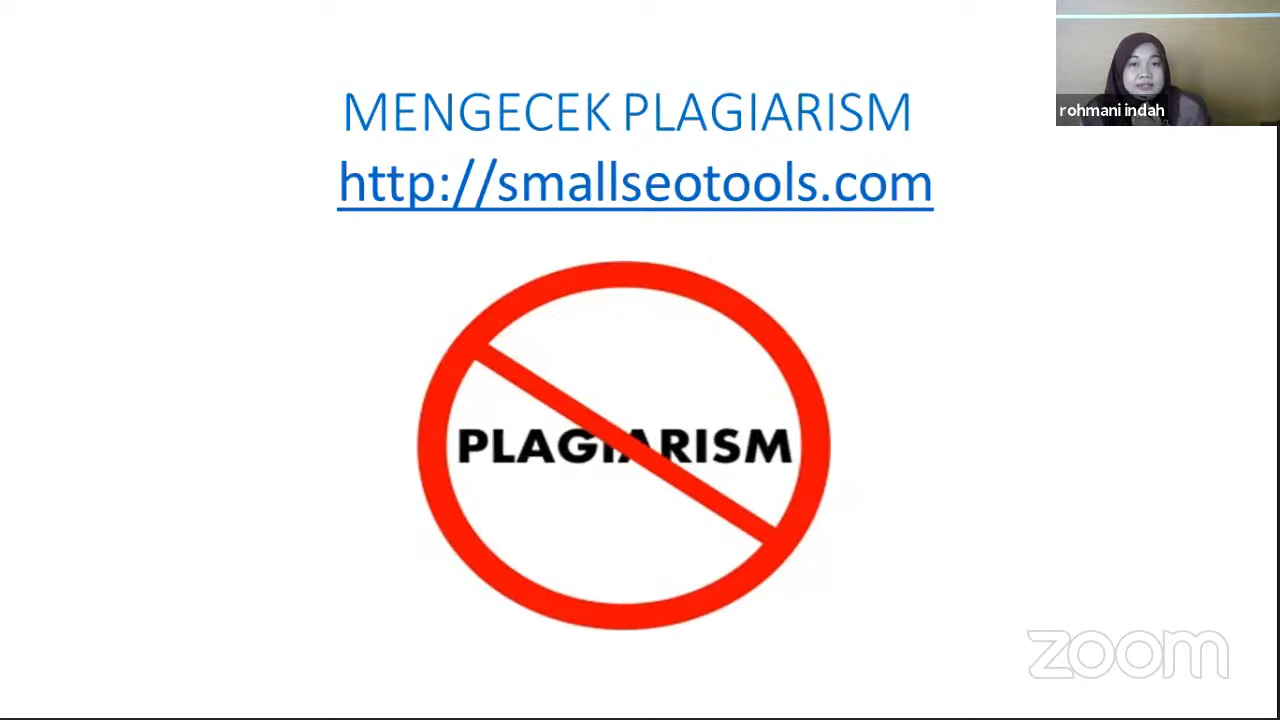 MENGECEK PLAGIARISM
http://smallseotools.com
rohmani indah
PLAGIARISM
zoom